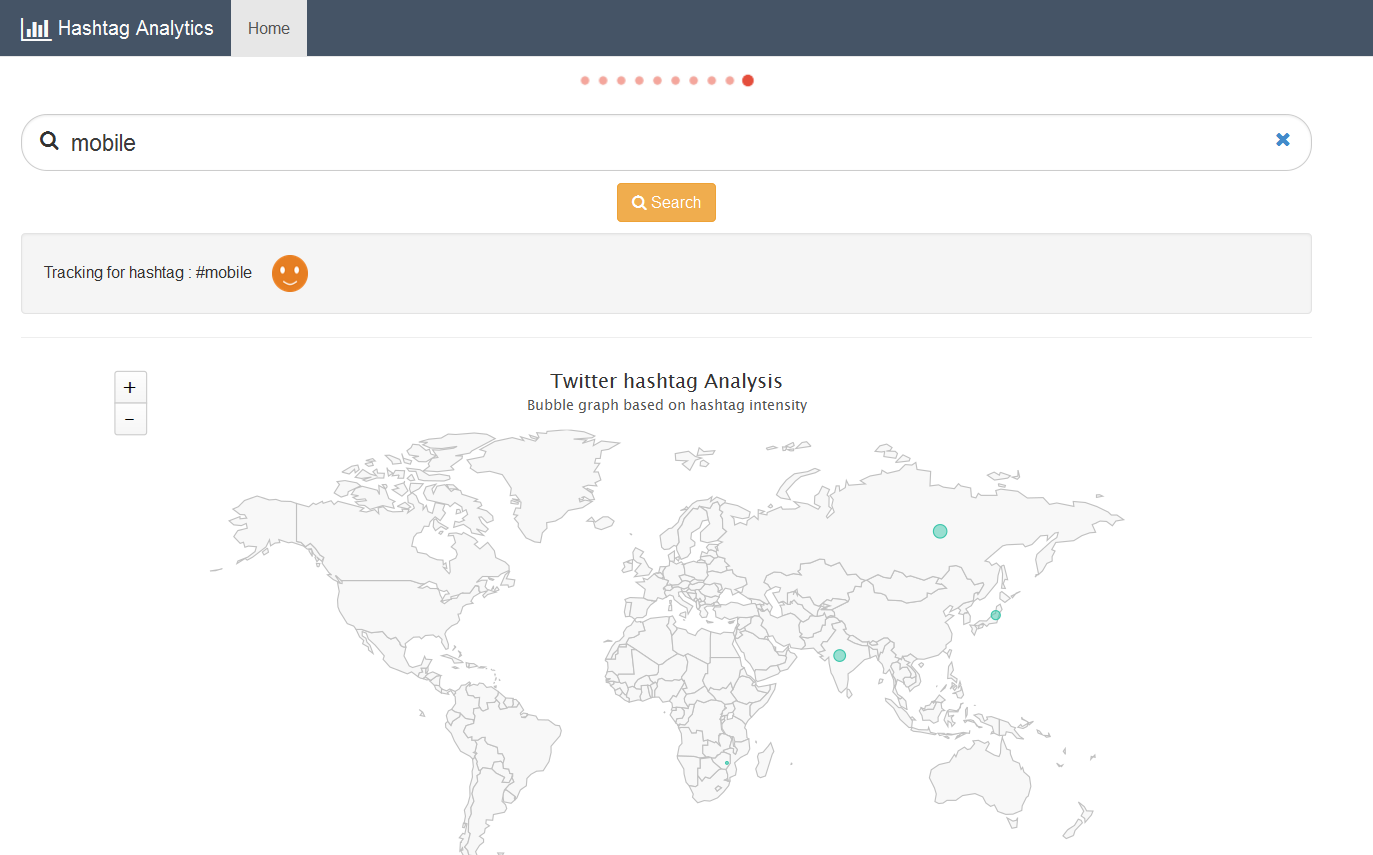 Hashtag Analytics
Home
mobile
Search
Tracking for hashtag : #mobile
+
−
Twitter hashtag Analysis
Bubble graph based on hashtag intensity